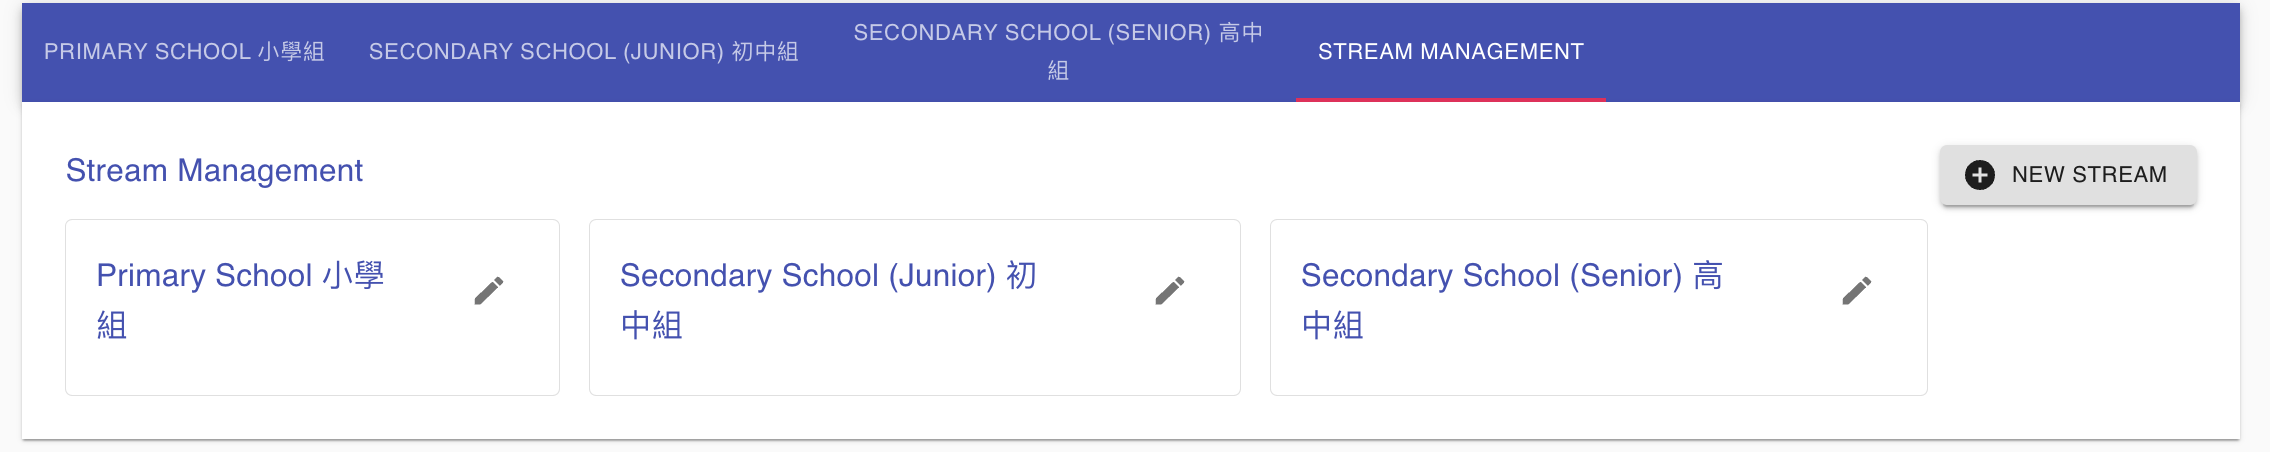 PRIMARY SCHOOL 小學組
SECONDARY SCHOOL (JUNIOR) 初中組
SECONDARY SCHOOL (SENIOR) 高中
組
STREAM MANAGEMENT
Stream Management
NEW STREAM
Primary School 小學
組
Secondary School (Junior) 初
中組
Secondary School (Senior) 高
中組